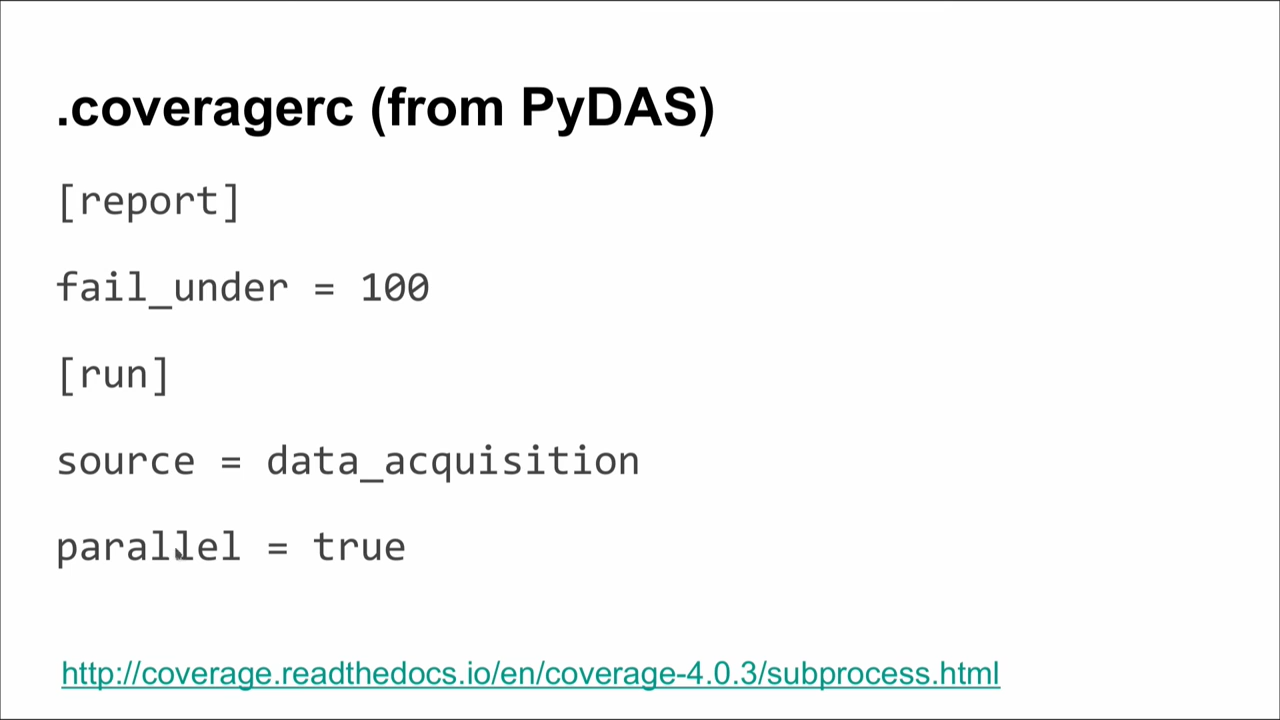 .coveragerc (from PyDAS)
[report]
fail_under = 100
[run]
source = data_acquisition
parallel = true
http://coverage.readthedocs.io/en/coverage-4.0.3/subprocess.html